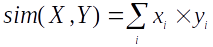 sim(X,Y)=∑ xᵢ×yᵢ
i